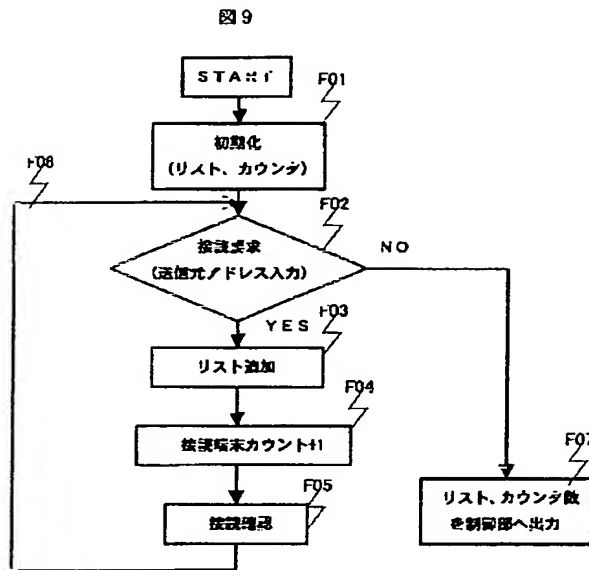 図9
START
F01
初期化
(リスト、カウンタ)
F08
F02
接続要求
(送信元アドレス入力)
NO
YES
F03
リスト追加
F04
接続端末カウント+1
F05
接続確認
F07
リスト、カウンタ数
を制御部へ出力